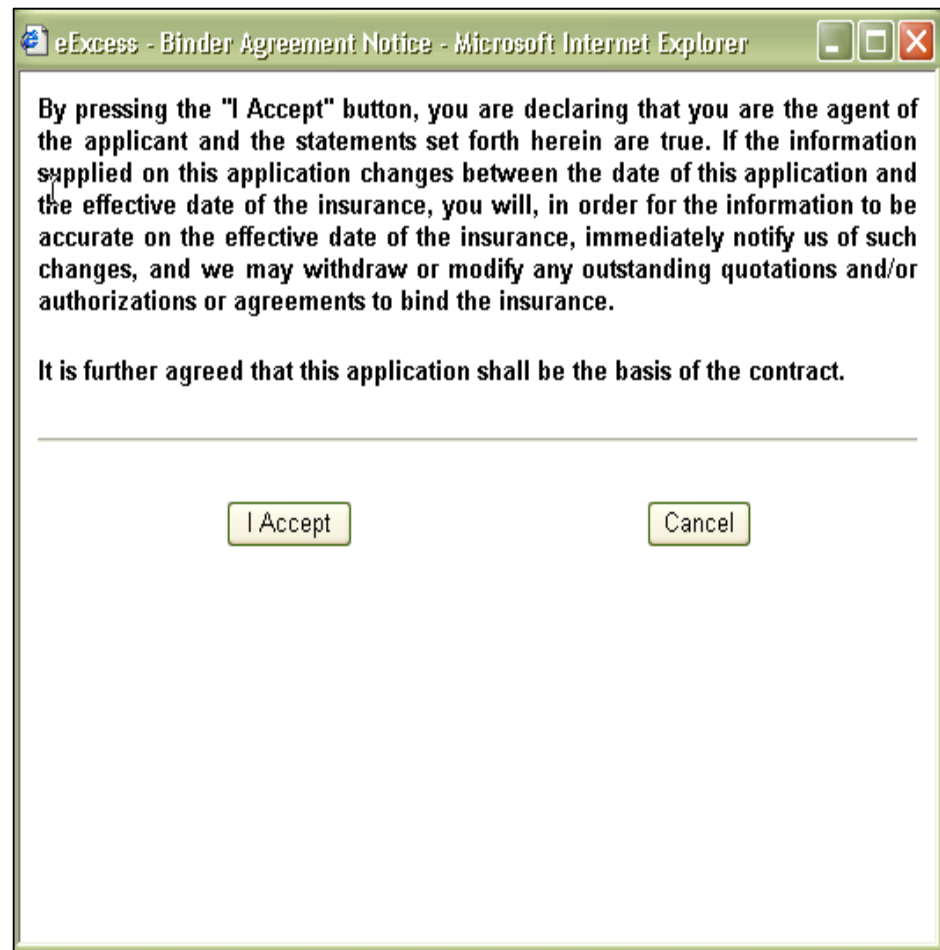 eExcess - Binder Agreement Notice - Microsoft Internet Explorer
By pressing the "I Accept" button, you are declaring that you are the agent of
the applicant and the statements set forth herein are true. If the information
supplied on this application changes between the date of this application and
the effective date of the insurance, you will, in order for the information to be
accurate on the effective date of the insurance, immediately notify us of such
changes, and we may withdraw or modify any outstanding quotations and/or
authorizations or agreements to bind the insurance.
It is further agreed that this application shall be the basis of the contract.
I Accept Cancel